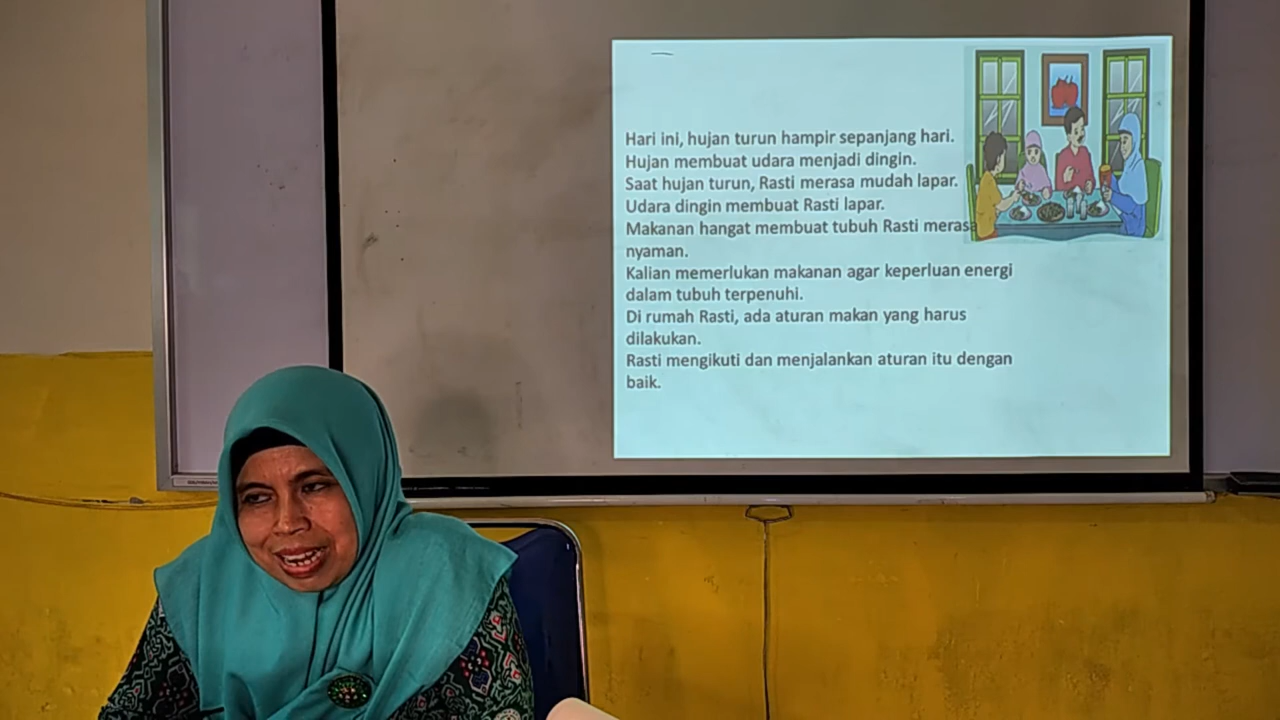 Hari ini, hujan turun hampir sepanjang hari.
Hujan membuat udara menjadi dingin.
Saat hujan turun, Rasti merasa mudah lapar.
Udara dingin membuat Rasti lapar.
Makanan hangat membuat tubuh Rasti merasa
nyaman.
Kalian memerlukan makanan agar keperluan energi
dalam tubuh terpenuhi.
Di rumah Rasti, ada aturan makan yang harus
dilakukan.
Rasti mengikuti dan menjalankan aturan itu dengan
baik.